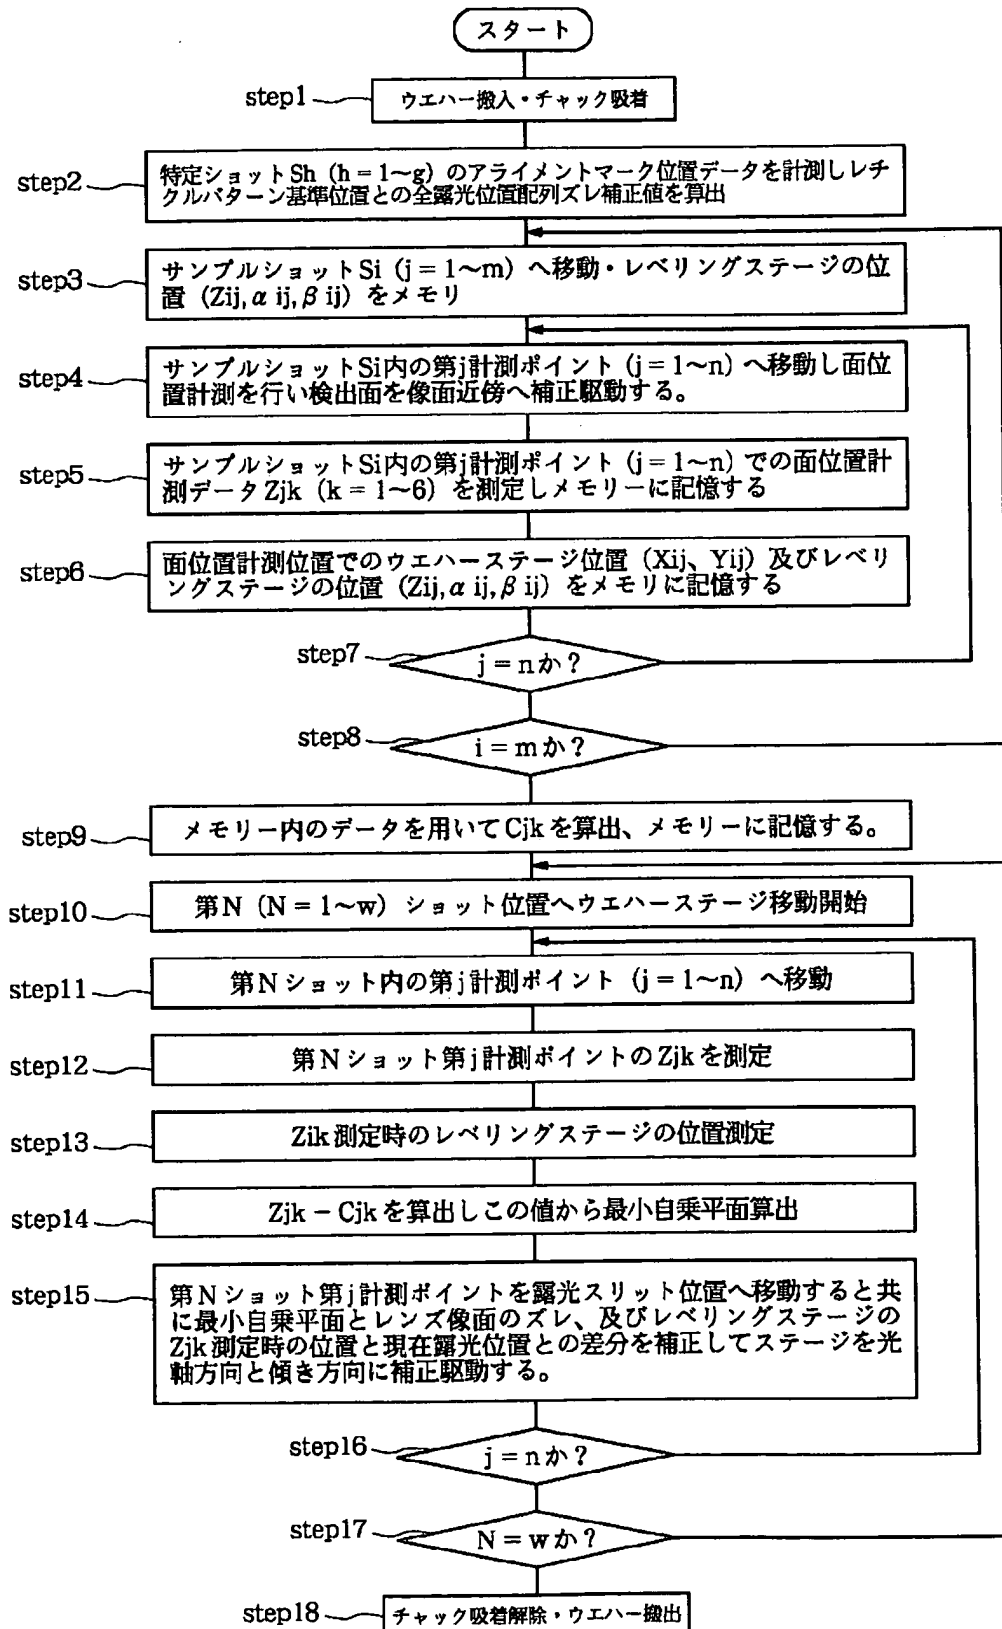 スタート
step1
ウエハー搬入・チャック吸着
step2
特定ショットSh（h = 1~g）のアライメントマーク位置データを計測しレチ
クルパターン基準位置との全露光位置配列ズレ補正値を算出
step3
サンプルショットSi（j = 1~m）へ移動・レベリングステージの位
置（Zij, α ij, β ij）をメモリ
step4
サンプルショットSi内の第j計測ポイント（j = 1~n）へ移動し面位
置計測を行い検出面を像面近傍へ補正駆動する。
step5
サンプルショットSi内の第j計測ポイント（j = 1~n）での面位置計
測データZjk（k = 1~6）を測定しメモリーに記憶する
step6
面位置計測位置でのウエハーステージ位置（Xij、Yij）及びレベリ
ングステージの位置（Zij, α ij, β ij）をメモリに記憶する
step7
j = nか？
step8
i = mか？
step9
メモリー内のデータを用いてCjkを算出、メモリーに記憶する。
step10
第N（N = 1~w）ショット位置へウエハーステージ移動開始
step11
第Nショット内の第j計測ポイント（j = 1~n）へ移動
step12
第Nショット第j計測ポイントのZjkを測定
step13
Zik測定時のレベリングステージの位置測定
step14
Zjk − Cjkを算出しこの値から最小自乗平面算出
step15
第Nショット第j計測ポイントを露光スリット位置へ移動すると共
に最小自乗平面とレンズ像面のズレ、及びレベリングステージの
Zjk測定時の位置と現在露光位置との差分を補正してステージを光
軸方向と傾き方向に補正駆動する。
step16
j = nか？
step17
N = wか？
step18
チャック吸着解除・ウエハー搬出